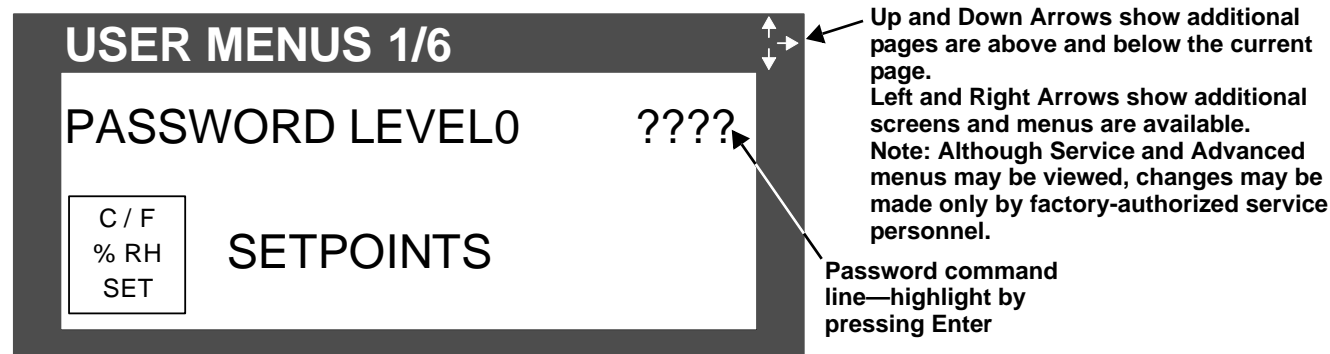 USER MENUS 1/6
PASSWORD LEVEL0 ????
C / F
% RH
SET
SETPOINTS
Up and Down Arrows show additional
pages are above and below the current
page.
Left and Right Arrows show additional
screens and menus are available.
Note: Although Service and Advanced
menus may be viewed, changes may be
made only by factory-authorized service
personnel.
Password command
line—highlight by
pressing Enter